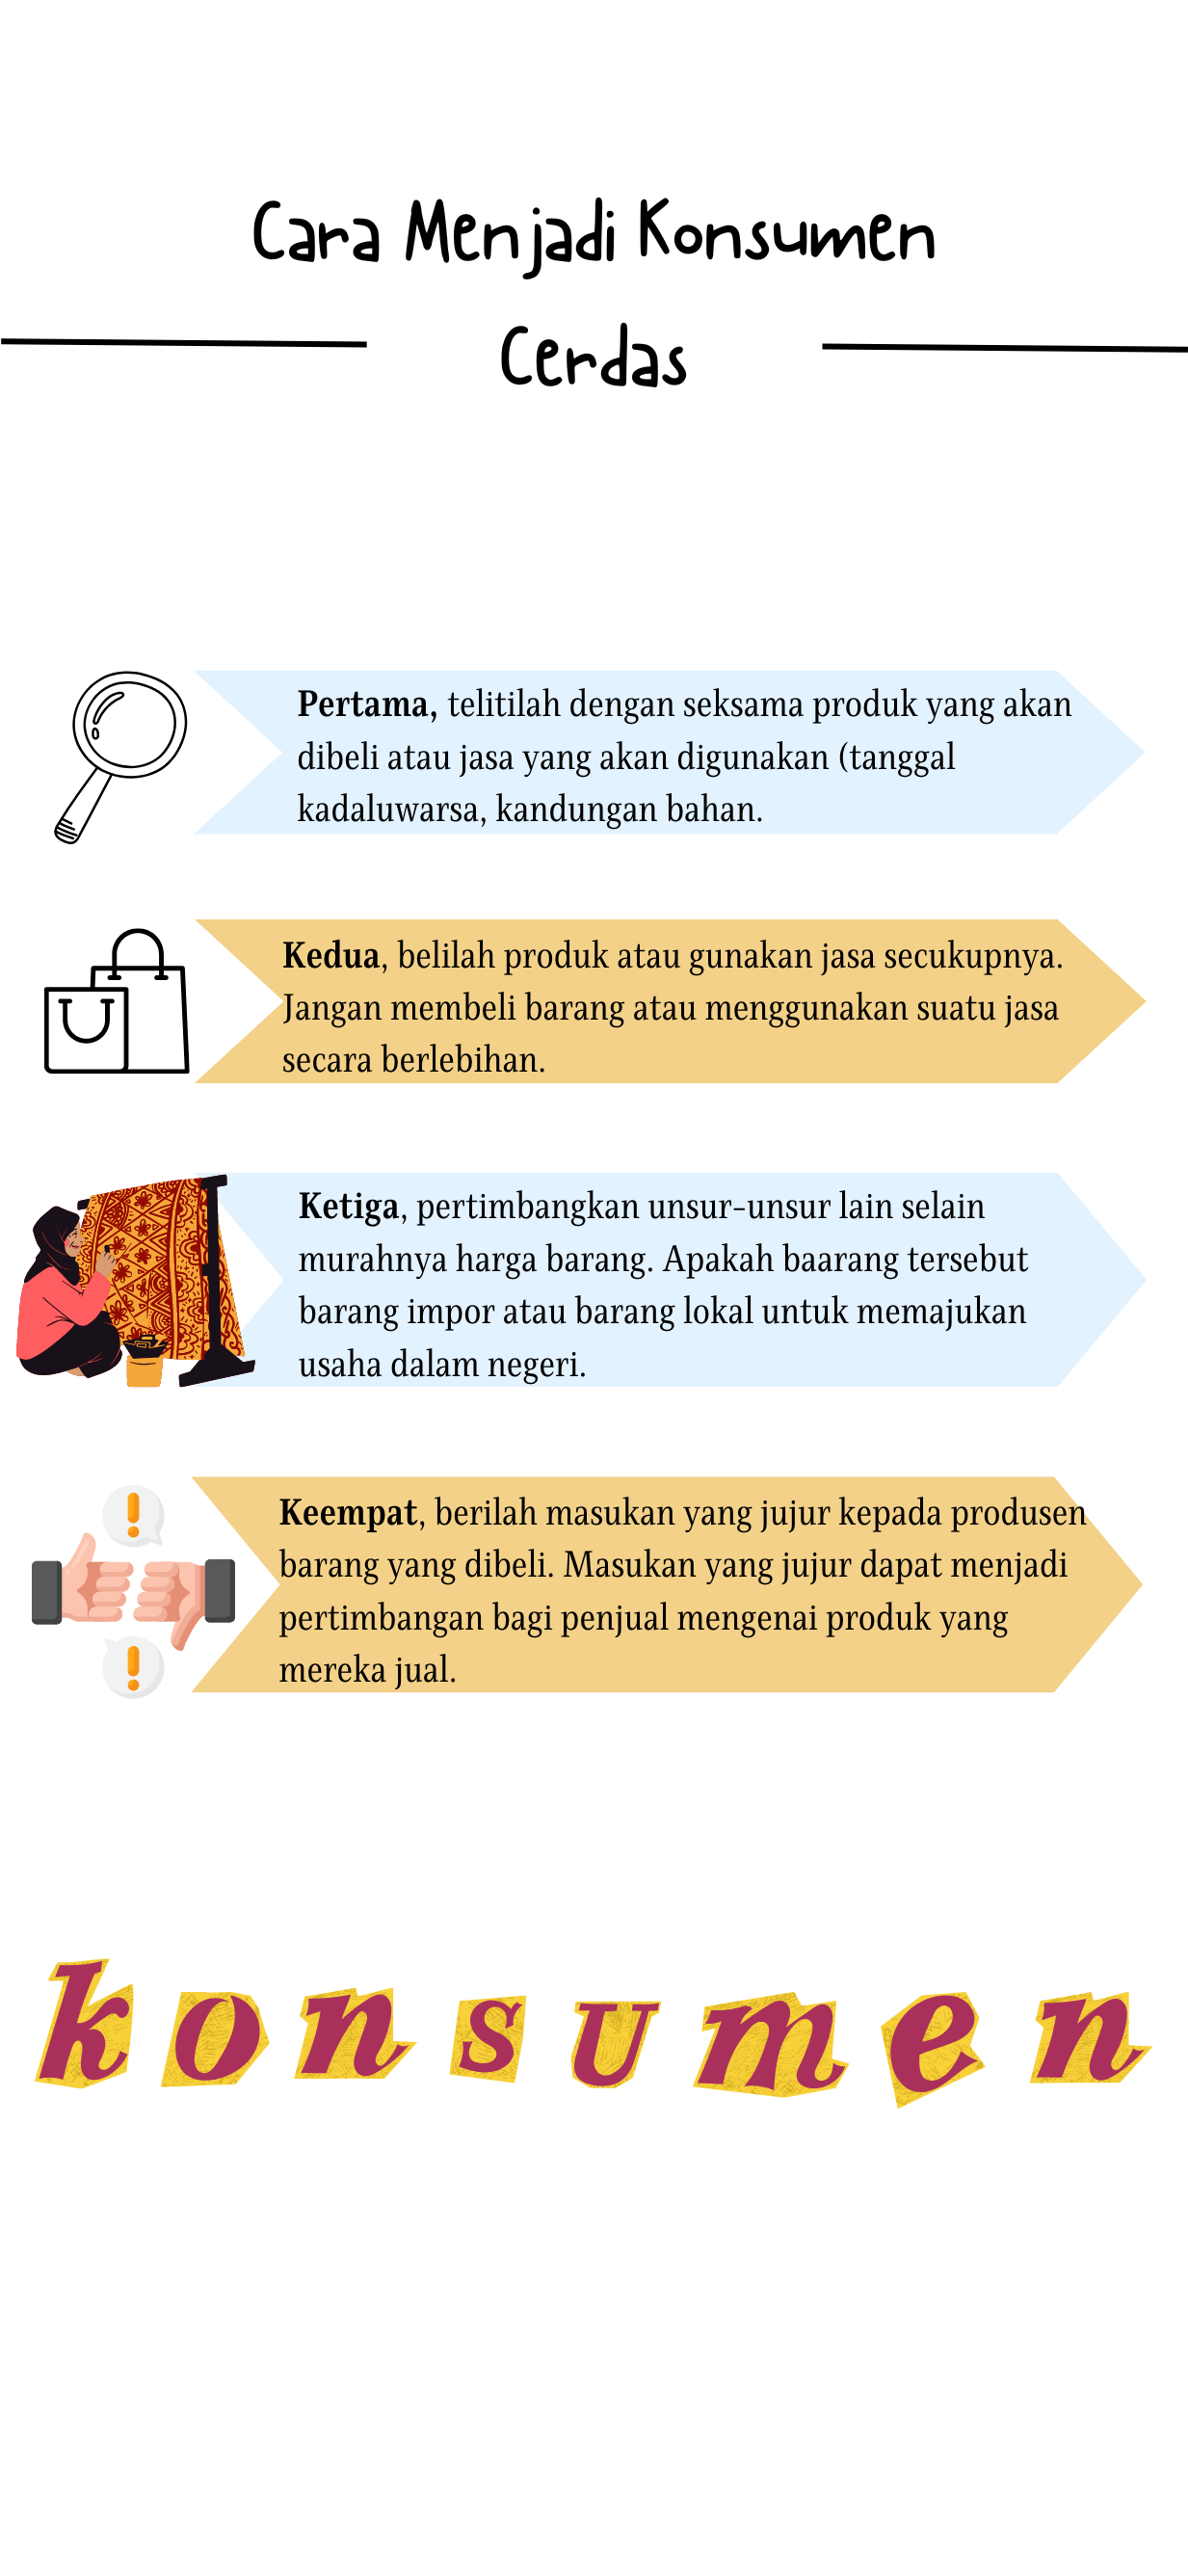 Cara Menjadi Konsumen
Cerdas
Pertama, telitilah dengan seksama produk yang akan
dibeli atau jasa yang akan digunakan (tanggal
kadaluwarsa, kandungan bahan.
Kedua, belilah produk atau gunakan jasa secukupnya.
Jangan membeli barang atau menggunakan suatu jasa
secara berlebihan.
Ketiga, pertimbangkan unsur-unsur lain selain
murahnya harga barang. Apakah baarang tersebut
barang impor atau barang lokal untuk memajukan
usaha dalam negeri.
Keempat, berilah masukan yang jujur kepada produsen
barang yang dibeli. Masukan yang jujur dapat menjadi
pertimbangan bagi penjual mengenai produk yang
mereka jual.
konsumen